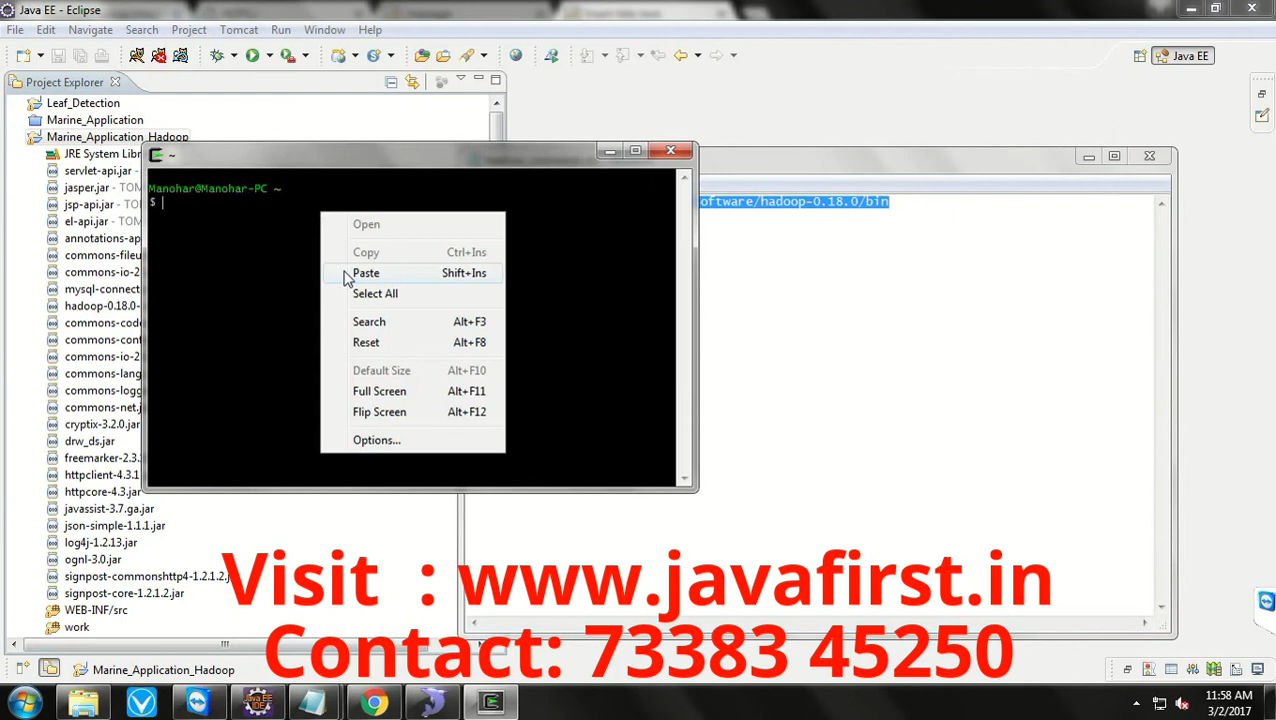 Java EE - Eclipse
File Edit Navigate Search Project Tomcat Run Window Help
Java EE
Project Explorer
Leaf_Detection
Marine_Application
Marine_Application_Hadoop
JRE System Libr
servlet-api.jar - TOM
jasper.jar - TOM
jsp-api.jar - TOM
el-api.jar - TOM
annotations-ap
commons-fileu
commons-io-2
mysql-connect
hadoop-0.18.0-
commons-cod
commons-conf
commons-io-2
commons-lang
commons-logg
commons-net.j
cryptix-3.2.0.jar
drw_ds.jar
freemarker-2.3.
httpclient-4.3.1
httpcore-4.3.jar
javassist-3.7.ga.jar
json-simple-1.1.1.jar
log4j-1.2.13.jar
ognl-3.0.jar
signpost-commonshttp4-1.2.1.2.j
signpost-core-1.2.1.2.jar
WEB-INF/src
work
~
Manohar@Manohar-PC ~
$
Open
Copy Ctrl+Ins
Paste Shift+Ins
Select All
Search Alt+F3
Reset Alt+F8
Default Size Alt+F10
Full Screen Alt+F11
Flip Screen Alt+F12
Options...
oftware/hadoop-0.18.0/bin
Visit : www.javafirst.in
Contact: 73383 45250
Marine_Application_Hadoop
Java EE
IDE
11:58 AM
3/2/2017